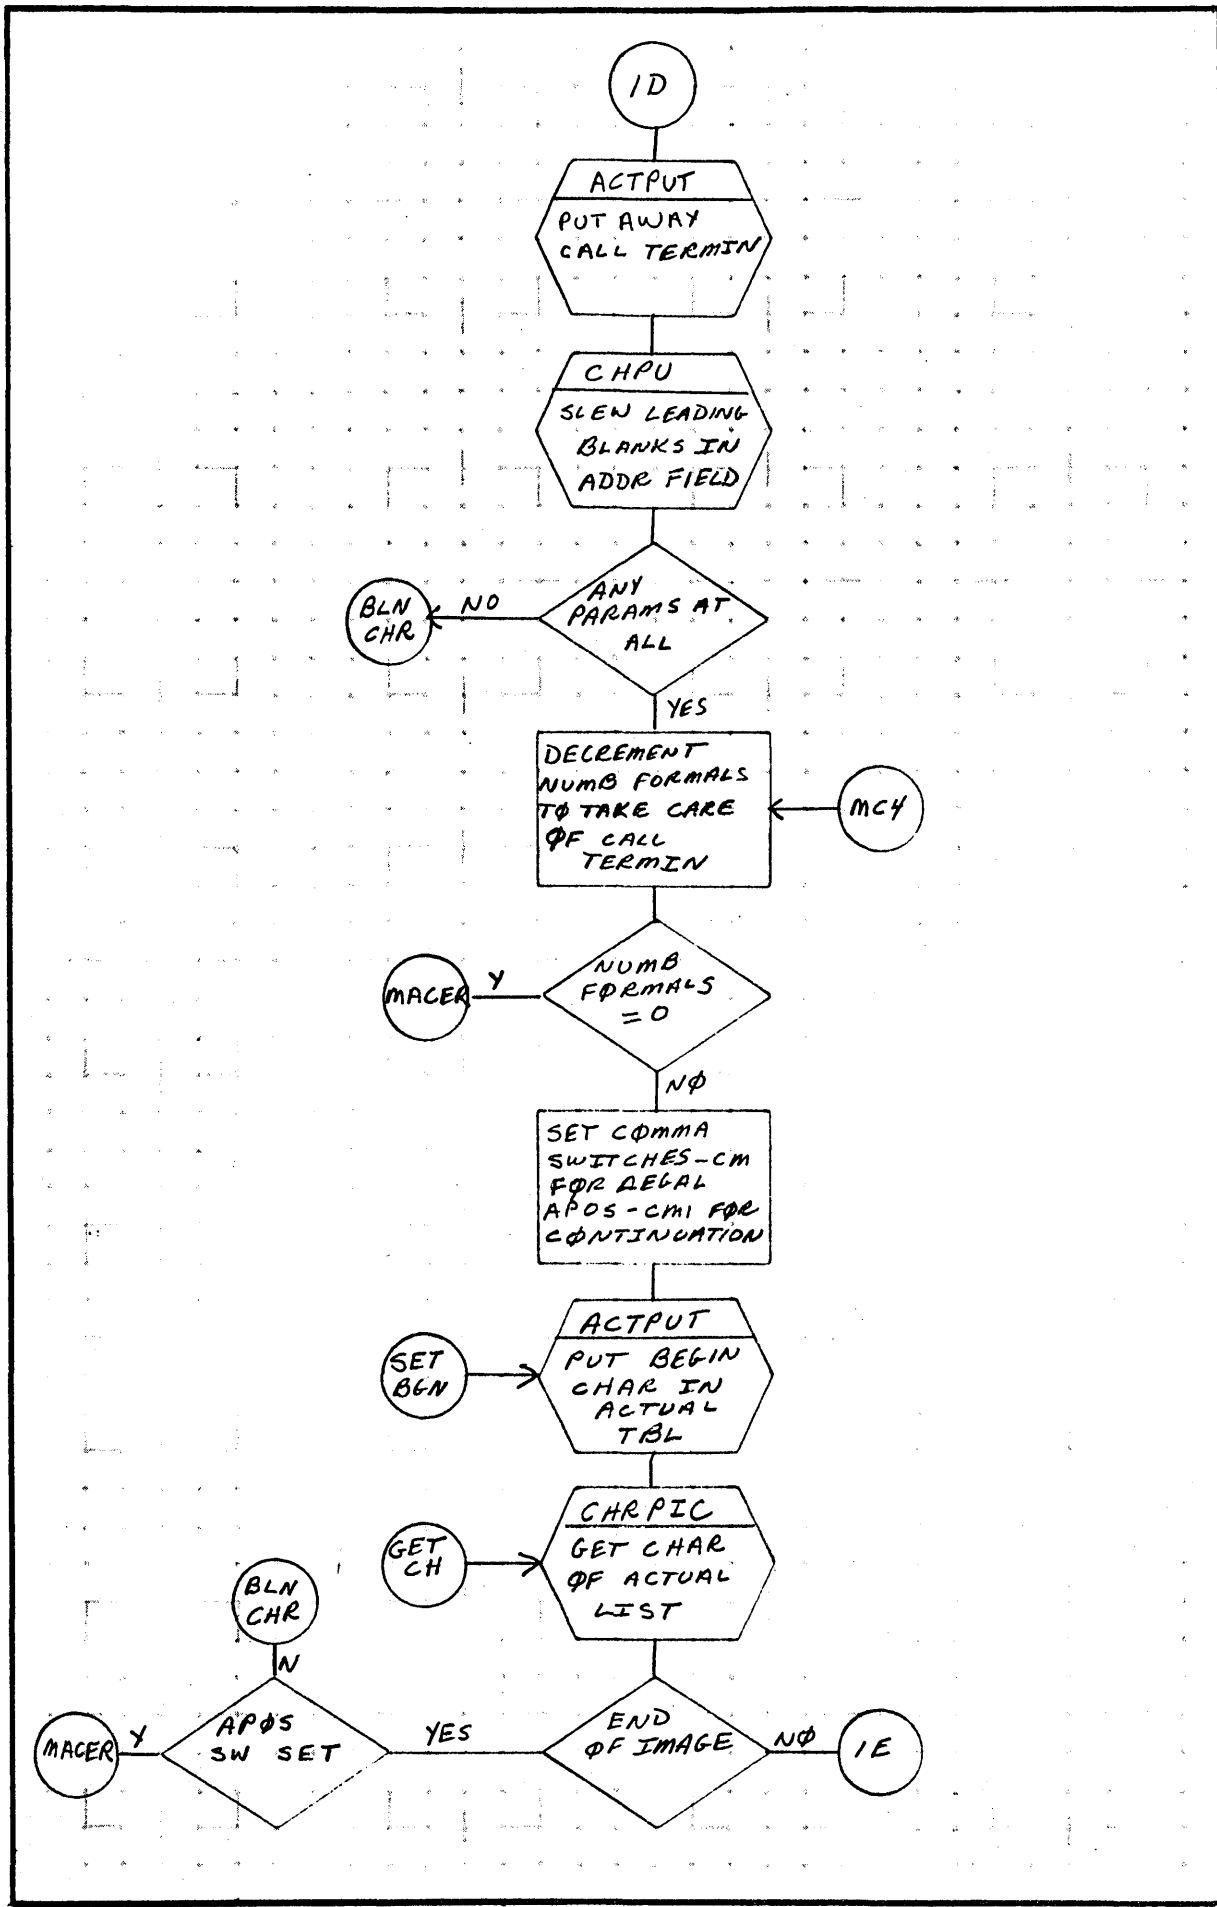 1D
ACTPUT
PUT AWAY
CALL TERMIN
CHPU
SLEW LEADING
BLANKS IN
ADDR FIELD
ANY
PARAMS AT
ALL
NO
BLN
CHR
YES
DECREMENT
NUMB FORMALS
TØ TAKE CARE
ØF CALL
TERMIN
MC4
NUMB
FØRMALS
= 0
Y
MACER
NØ
SET CØMMA
SWITCHES-CM
FØR
APOS-CM1 FØR
CØNTINUATION
ACTPUT
PUT BEGIN
CHAR IN
ACTUAL
TBL
SET
BGN
CHRPIC
GET CHAR
ØF ACTUAL
LIST
GET
CH
BLN
CHR
N
END
ØF IMAGE
NØ
1E
YES
APØS
SW SET
Y
MACER